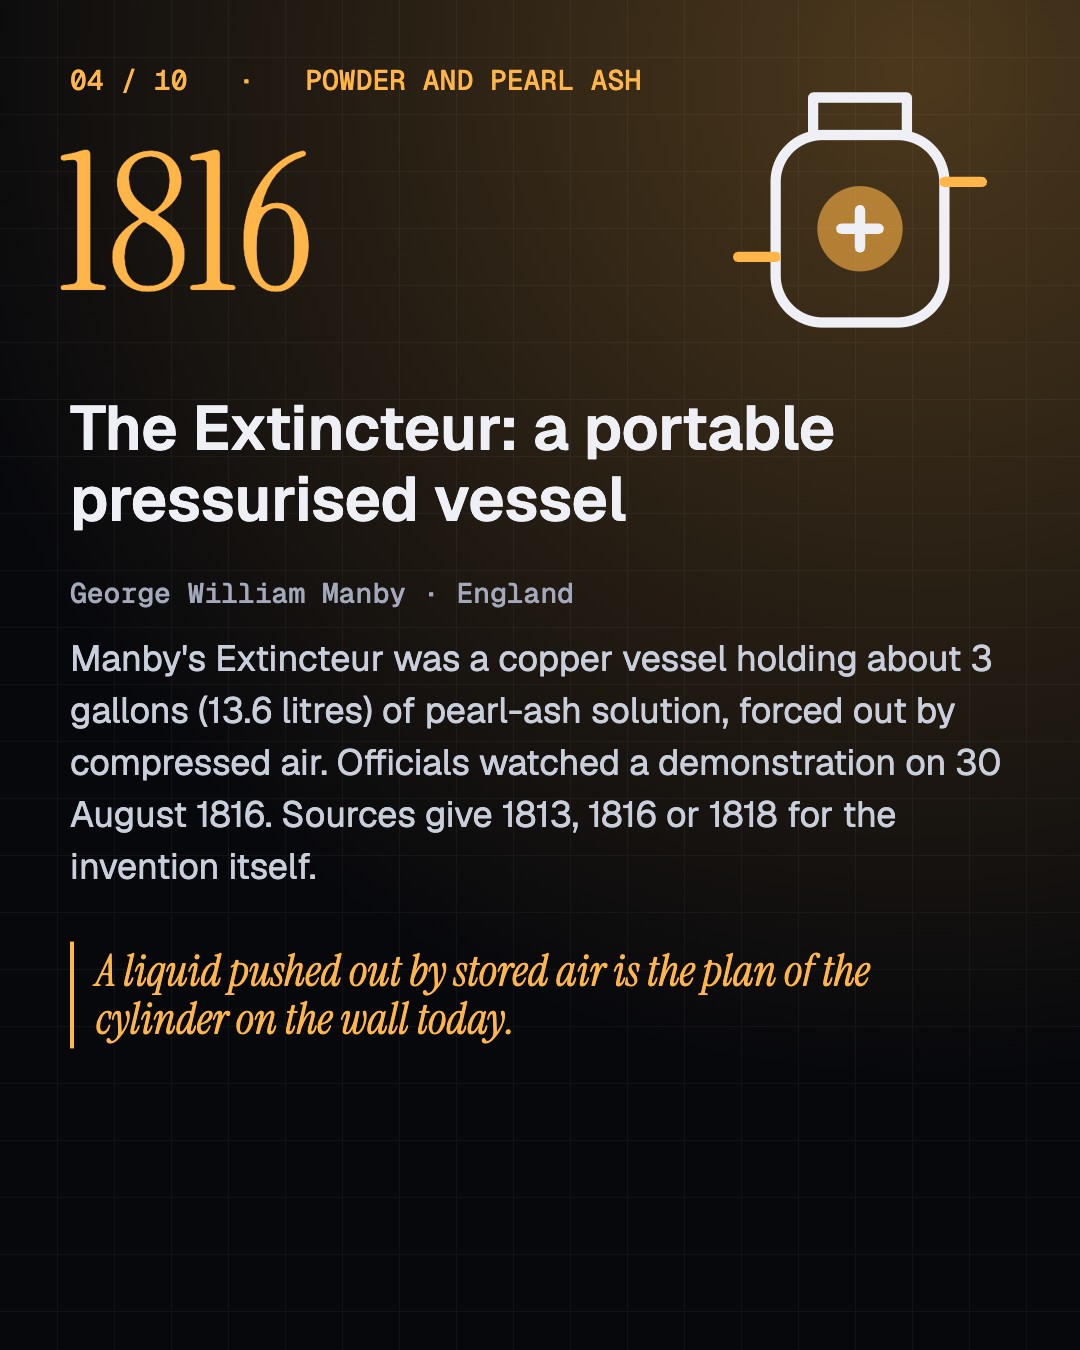 04 / 10 · POWDER AND PEARL ASH
1816
The Extincteur: a portable
pressurised vessel
George William Manby · England
Manby's Extincteur was a copper vessel holding about 3
gallons (13.6 litres) of pearl-ash solution, forced out by
compressed air. Officials watched a demonstration on 30
August 1816. Sources give 1813, 1816 or 1818 for the
invention itself.
A liquid pushed out by stored air is the plan of the
cylinder on the wall today.